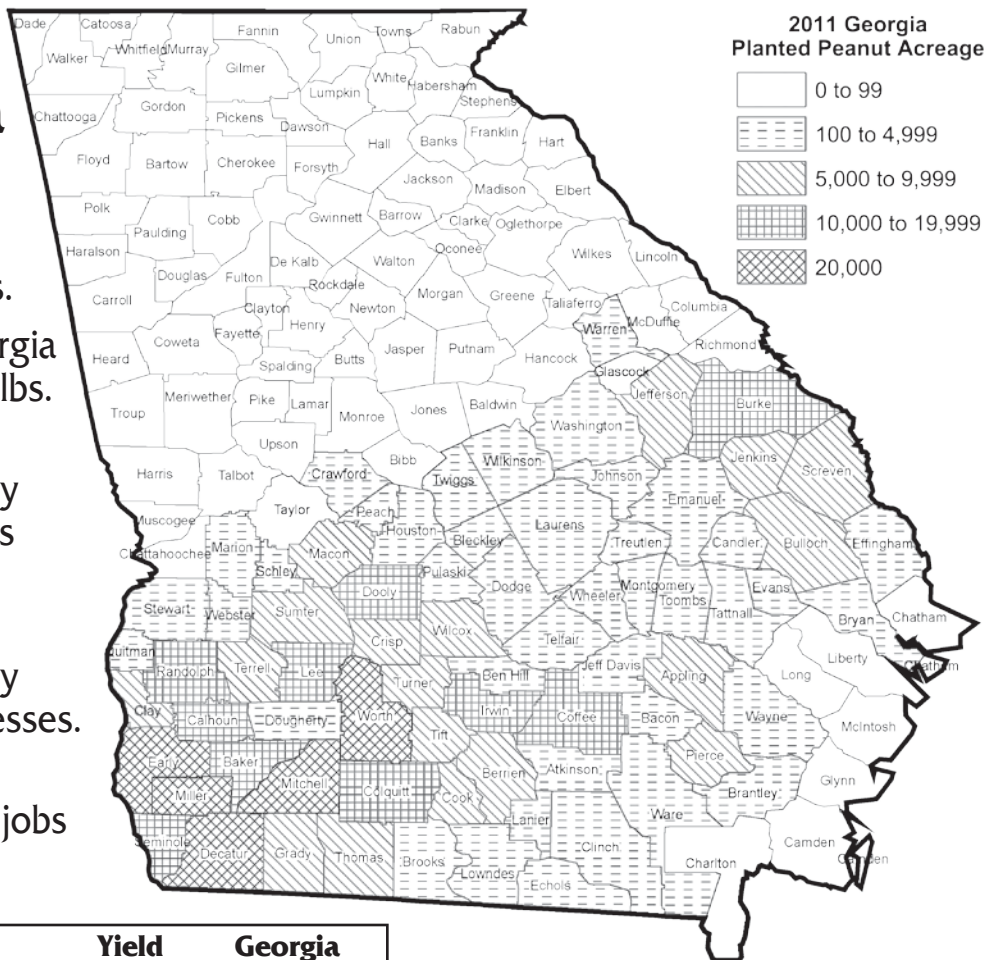 2011 Georgia
Planted Peanut Acreage
0 to 99
100 to 4,999
5,000 to 9,999
10,000 to 19,999
20,000
s.
rgia
lbs.
y
s
y
esses.
jobs
Dade
Catoosa
Fannin
Union
Towns
Rabun
Walker
Whitfield
Murray
Gilmer
White
Habersham
Lumpkin
Stephens
Chattooga
Gordon
Pickens
Dawson
Hall
Banks
Franklin
Hart
Floyd
Bartow
Cherokee
Forsyth
Jackson
Madison
Elbert
Polk
Cobb
Gwinnett
Barrow
Clarke
Oglethorpe
Paulding
Haralson
Oconee
De Kalb
Walton
Wilkes
Lincoln
Douglas
Fulton
Rockdale
Carroll
Clayton
Newton
Morgan
Greene
Taliaferro
Columbia
Henry
McDuffie
Warren
Fayette
Coweta
Richmond
Heard
Spalding
Butts
Jasper
Putnam
Hancock
Glascock
Jefferson
Burke
Meriwether
Pike
Lamar
Monroe
Jones
Baldwin
Troup
Washington
Upson
Bibb
Wilkinson
Jenkins
Screven
Harris
Talbot
Crawford
Twiggs
Johnson
Emanuel
Taylor
Peach
Houston
Laurens
Muscogee
Chattahoochee
Marion
Macon
Bleckley
Treutlen
Candler
Bulloch
Effingham
Schley
Pulaski
Dodge
Dooly
Wheeler
Montgomery
Toombs
Evans
Tattnall
Stewart
Webster
Sumter
Bryan
Chatham
Crisp
Wilcox
Telfair
Quitman
Randolph
Terrell
Lee
Turner
Ben Hill
Jeff Davis
Appling
Long
Liberty
Chatham
Clay
Calhoun
Dougherty
Worth
Irwin
Coffee
Bacon
Wayne
McIntosh
Tift
Early
Baker
Mitchell
Berrien
Atkinson
Pierce
Miller
Colquitt
Cook
Brantley
Glynn
Lanier
Ware
Seminole
Decatur
Grady
Thomas
Brooks
Clinch
Camden
Camden
Lowndes
Echols
Charlton
Yield Georgia